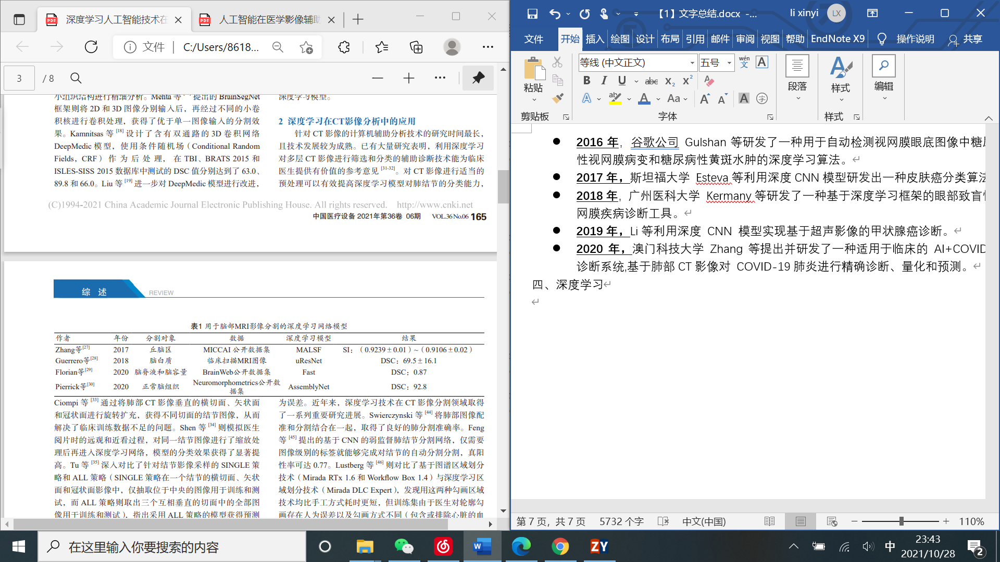 深度学习人工智能技术在
人工智能在医学影像辅助
文件
C:/Users/8618...
3 / 8
小组织结构进行精细分析。Mehta 等 提出的 BrainSegNet
框架则将 2D 和 3D 图像分别输入后，再经过不同的小卷
积核进行卷积处理，获得了优于单一图像输入的分割效
果。Kamnitsas 等 [18] 设计了含有双通路的 3D 卷积网络
DeepMedic 模型，使用条件随机场（Conditional Random
Fields，CRF）作为后处理，在 TBI、BRATS 2015 和
ISLES-SISS 2015 数据库中测试的 DSC 值分别达到了 63.0、
89.8 和 66.0。Liu 等 [19] 进一步对 DeepMedic 模型进行改进，
深度学习模型。
2 深度学习在CT影像分析中的应用
针对 CT 影像的计算机辅助分析技术的研究时间最长，
且技术发展较为成熟。已有大量研究表明，利用深度学习
对多层 CT 影像进行筛选和分类的辅助诊断技术能为临床
医生提供有价值的参考意见 [31-32]。对 CT 影像进行适当的
预处理可以有效提高深度学习模型对肺结节的分类能力，
(C)1994-2021 China Academic Journal Electronic Publishing House. All rights reserved. http://www.cnki.net
中国医疗设备 2021年第36卷 06期 VOL.36 No.06 165
综 述 REVIEW
表1 用于脑部MRI影像分割的深度学习网络模型
作者 年份 分割对象 数据 深度学习模型 结果
Zhang等[27] 2017 丘脑区 MICCAI 公开数据集 MALSF SI：（0.9239±0.01）~（0.9106±0.02）
Guerrero等[28] 2018 脑白质 临床扫描MRI图像 uResNet DSC：69.5±16.1
Florian等[29] 2020 脑脊液和脑容量 BrainWeb公开数据集 Fast DSC：0.87
Pierrick等[30] 2020 正常脑组织 Neuromorphometrics公开数据集 AssemblyNet DSC：92.8
Ciompi 等 [33] 通过将肺部 CT 影像垂直的横切面、矢状面
和冠状面进行旋转扩充，获得不同切面的结节图像，从而
解决了临床训练数据不足的问题。Shen 等 [34] 则模拟医生
阅片时的远观和近看过程，对同一结节图像进行了缩放处
理后再进入深度学习网络，模型的分类效果获得了显著提
高。Tu 等 [35] 深入对比了针对结节影像采样的 SINGLE 策
略和 ALL 策略（SINGLE 策略在一个结节的横切面、矢状
面和冠状面影像中，仅抽取位于中央的图像用于训练和测
试，而 ALL 策略则取出三个互相垂直的切面中的全部图
像用于训练和测试），指出采用 ALL 策略的模型获得预测
为误差。近年来，深度学习技术在 CT 影像分割领域取得
了一系列重要研究进展。Swierczynski 等 [44] 将肺部图像配
准和分割结合在一起，取得了良好的肺分割准确率。Feng
等 [45] 提出的基于 CNN 的弱监督肺结节分割网络，仅需要
图像级别的标签就能够完成对结节的自动分割分割，真阳
性率可达 0.77。Lustberg 等 [46] 则对比了基于图谱区域划分
技术（Mirada RTx 1.6 和 Workflow Box 1.4）与深度学习区
域划分技术（Mirada DLC Expert），发现用这两种勾画区域
技术均比手工方式耗时更短，但训练集由于医生对轮廓勾
画存在人为误差以及勾画方式不同（包含或排除心脏的血
【1】文字总结.docx -...
li xinyi LX
文件 开始 插入 绘图 设计 布局 引用 邮件 审阅 视图 帮助 EndNote X9 操作说明 共享
等线 (中文正文) 五号 wén 文 A
B I U abc X₂ X²
A ab A Aa A A A 字
粘贴 段落 样式 编辑
剪贴板 字体 样式
● 2016 年，谷歌公司 Gulshan 等研发了一种用于自动检测视网膜眼底图像中糖
性视网膜病变和糖尿病性黄斑水肿的深度学习算法。
● 2017 年，斯坦福大学 Esteva 等利用深度 CNN 模型研发出一种皮肤癌分类算法
● 2018 年，广州医科大学 Kermany 等研发了一种基于深度学习框架的眼部致盲
网膜疾病诊断工具。
● 2019 年，Li 等利用深度 CNN 模型实现基于超声影像的甲状腺癌诊断。
● 2020 年，澳门科技大学 Zhang 等提出并研发了一种适用于临床的 AI+COVID
诊断系统,基于肺部 CT 影像对 COVID-19 肺炎进行精确诊断、量化和预测。
四、深度学习
第 7 页，共 7 页 5732 个字 中文(中国) 110%
在这里输入你要搜索的内容
W ZY 中
23:43
2021/10/28
2